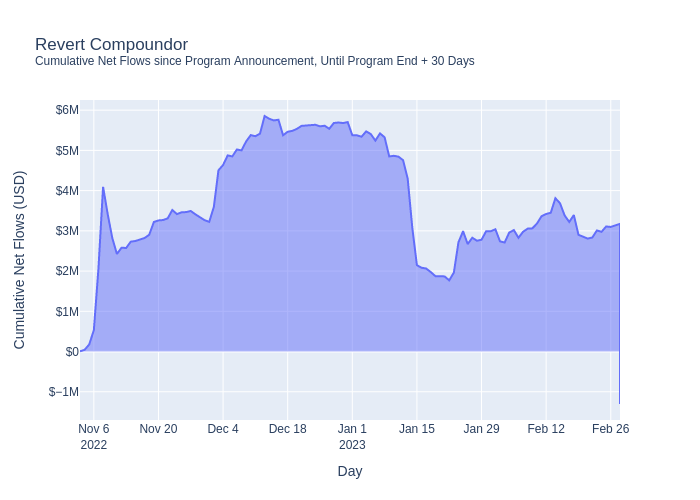 Revert Compoundor
Cumulative Net Flows since Program Announcement, Until Program End + 30 Days
Cumulative Net Flows (USD)
$6M
$5M
$4M
$3M
$2M
$1M
$0
$−1M
Nov 6 Nov 20 Dec 4 Dec 18 Jan 1 Jan 15 Jan 29 Feb 12 Feb 26
2022 2023
Day